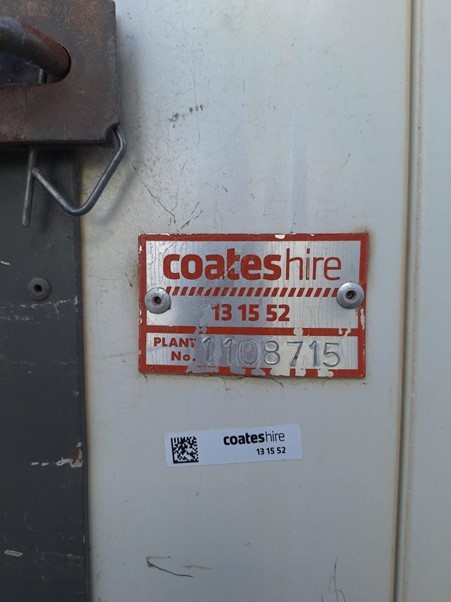 coateshire
13 15 52
PLANT
No. 1108715
coateshire
13 15 52